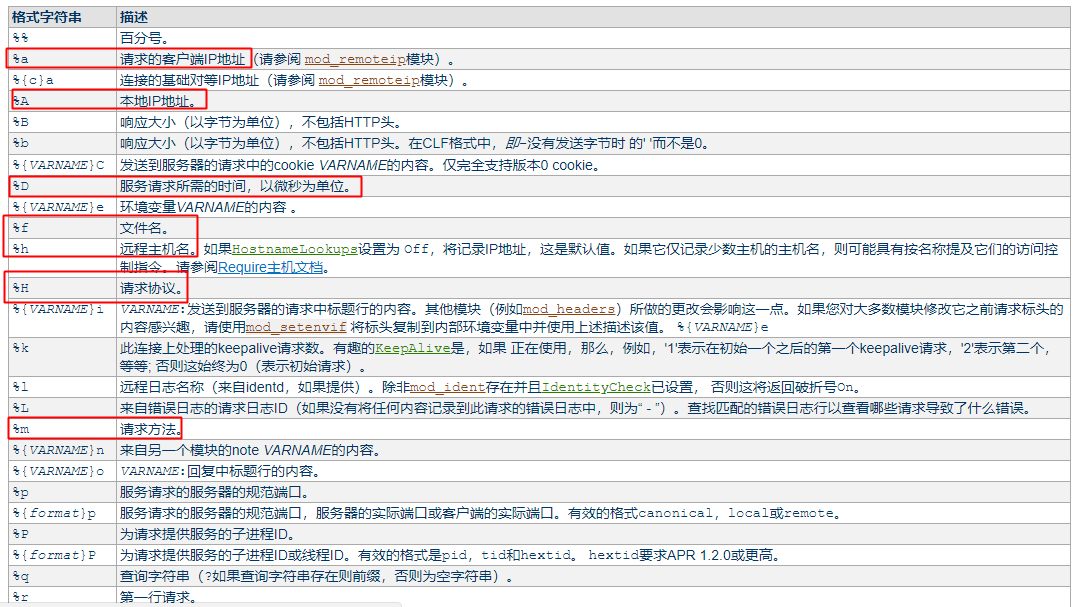 格式字符串 描述
%% 百分号。
%a 请求的客户端IP地址（请参阅 mod_remoteip模块）。
%{c}a 连接的基础对等IP地址（请参阅 mod_remoteip模块）。
%A 本地IP地址。
%B 响应大小（以字节为单位），不包括HTTP头。
%b 响应大小（以字节为单位），不包括HTTP头。在CLF格式中，即-没有发送字节时 的' '而不是0。
%{VARNAME}C 发送到服务器的请求中的cookie VARNAME的内容。仅完全支持版本0 cookie。
%D 服务请求所需的时间，以微秒为单位。
%{VARNAME}e 环境变量VARNAME的内容 。
%f 文件名。
%h 远程主机名。如果HostnameLookups设置为 Off，将记录IP地址，这是默认值。如果它仅记录少数主机的主机名，则可能具有按名称提及它们的访问控
制指令。请参阅Require主机文档。
%H 请求协议。
%{VARNAME}i VARNAME:发送到服务器的请求中标题行的内容。其他模块（例如mod_headers）所做的更改会影响这一点。如果您对大多数模块修改它之前请求标头的
内容感兴趣，请使用mod_setenvif 将标头复制到内部环境变量中并使用上述描述该值。 %{VARNAME}e
%k 此连接上处理的keepalive请求数。有趣的KeepAlive是，如果 正在使用，那么，例如，'1'表示在初始一个之后的第一个keepalive请求，'2'表示第二个，
等等; 否则这始终为0（表示初始请求）。
%l 远程日志名称（来自identd，如果提供）。除非mod_ident存在并且IdentityCheck已设置， 否则这将返回破折号On。
%L 来自错误日志的请求日志ID（如果没有将任何内容记录到此请求的错误日志中，则为“ - ”）。查找匹配的错误日志行以查看哪些请求导致了什么错误。
%m 请求方法。
%{VARNAME}n 来自另一个模块的note VARNAME的内容。
%{VARNAME}o VARNAME:回复中标题行的内容。
%p 服务请求的服务器的规范端口。
%{format}p 服务请求的服务器的规范端口，服务器的实际端口或客户端的实际端口。有效的格式canonical，local或remote。
%P 为请求提供服务的子进程ID。
%{format}P 为请求提供服务的子进程ID或线程ID。有效的格式是pid，tid和hextid。 hextid要求APR 1.2.0或更高。
%q 查询字符串（?如果查询字符串存在则前缀，否则为空字符串）。
%r 第一行请求。